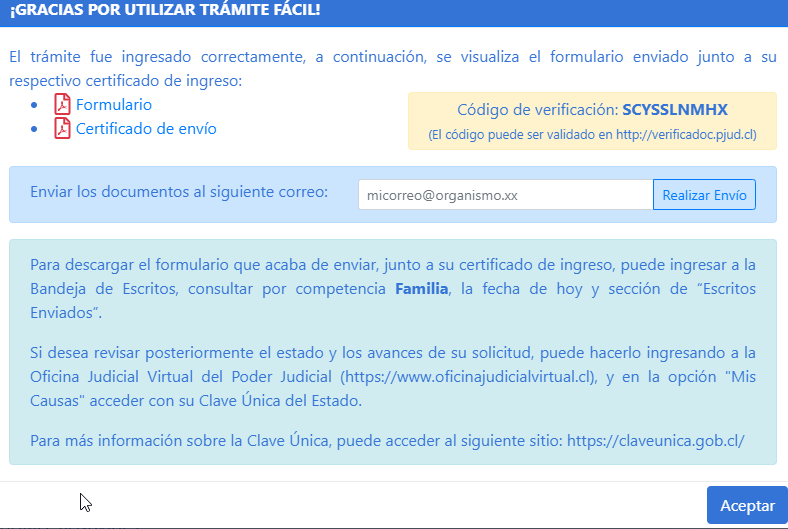 ¡GRACIAS POR UTILIZAR TRÁMITE FÁCIL!
El trámite fue ingresado correctamente, a continuación, se visualiza el formulario enviado junto a su
respectivo certificado de ingreso:
• Formulario
• Certificado de envío
Código de verificación: SCYSSLNMHX
(El código puede ser validado en http://verificadoc.pjud.cl)
Enviar los documentos al siguiente correo: micorreo@organismo.xx Realizar Envío
Para descargar el formulario que acaba de enviar, junto a su certificado de ingreso, puede ingresar a la
Bandeja de Escritos, consultar por competencia Familia, la fecha de hoy y sección de “Escritos
Enviados”.
Si desea revisar posteriormente el estado y los avances de su solicitud, puede hacerlo ingresando a la
Oficina Judicial Virtual del Poder Judicial (https://www.oficinajudicialvirtual.cl), y en la opción "Mis
Causas" acceder con su Clave Única del Estado.
Para más información sobre la Clave Única, puede acceder al siguiente sitio: https://claveunica.gob.cl/
Aceptar